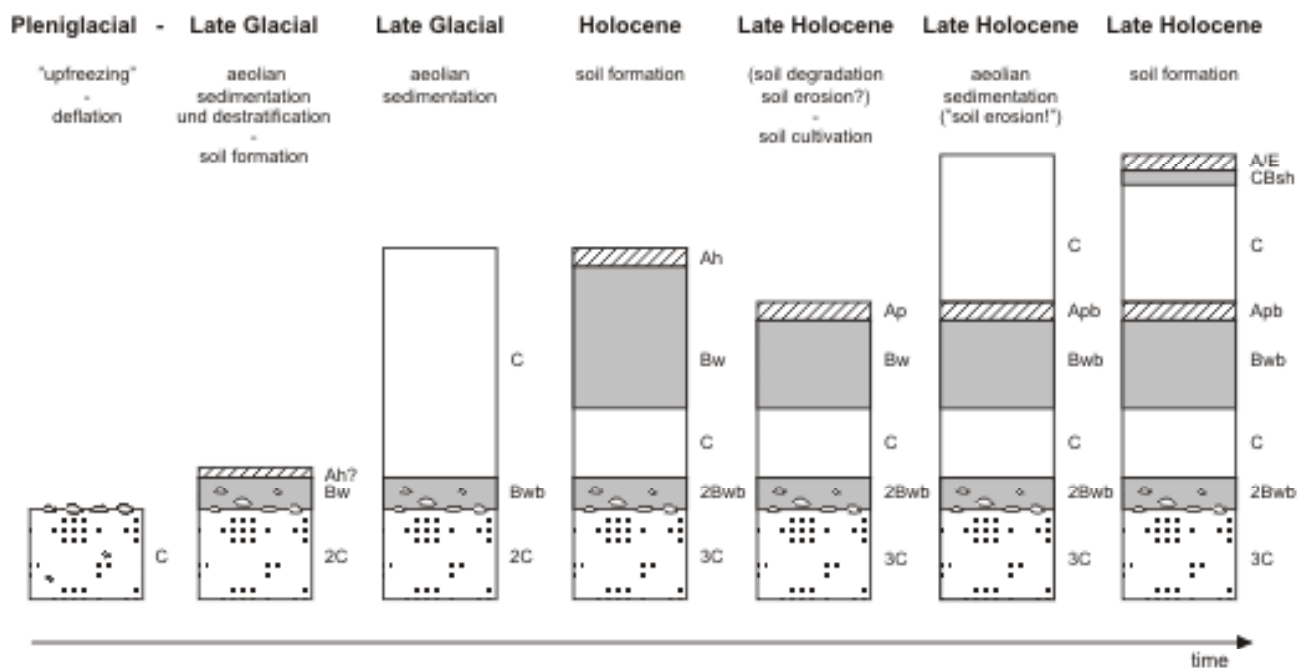 Pleniglacial - Late Glacial Late Glacial Holocene Late Holocene Late Holocene Late Holocene
"upfreezing"
-
deflation
aeolian
sedimentation
und destratification
-
soil formation
aeolian
sedimentation
soil formation
(soil degradation
soil erosion?)
-
soil cultivation
aeolian
sedimentation
("soil erosion!")
soil formation
C
Ah?
Bw
2C
C
Bwb
2C
Ah
Bw
C
2Bwb
3C
Ap
Bw
C
2Bwb
3C
C
Apb
Bwb
C
2Bwb
3C
A/E
CBsh
C
Apb
Bwb
C
2Bwb
3C
time